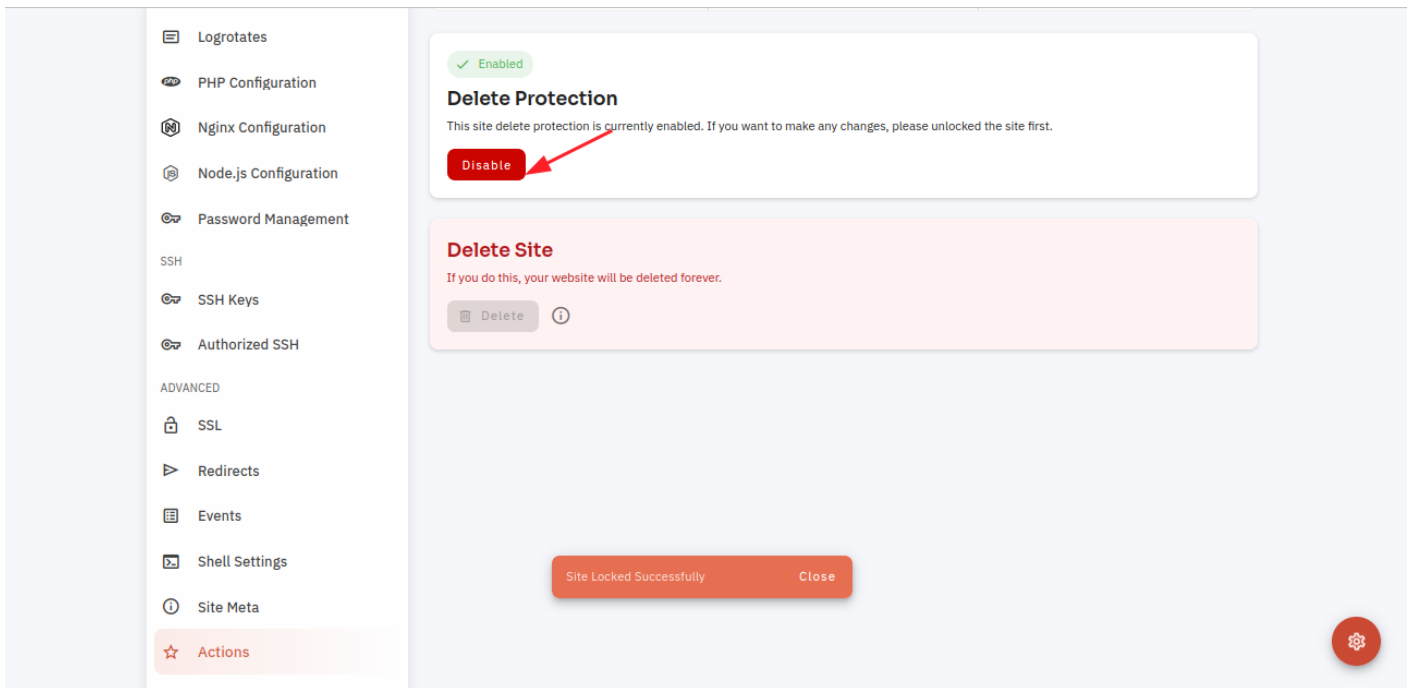 Logrotates
php
PHP Configuration
Nginx Configuration
Node.js Configuration
Password Management
SSH
SSH Keys
Authorized SSH
ADVANCED
SSL
Redirects
Events
Shell Settings
Site Meta
Actions
Enabled
Delete Protection
This site delete protection is currently enabled. If you want to make any changes, please unlocked the site first.
Disable
Delete Site
If you do this, your website will be deleted forever.
Delete
Site Locked Successfully Close